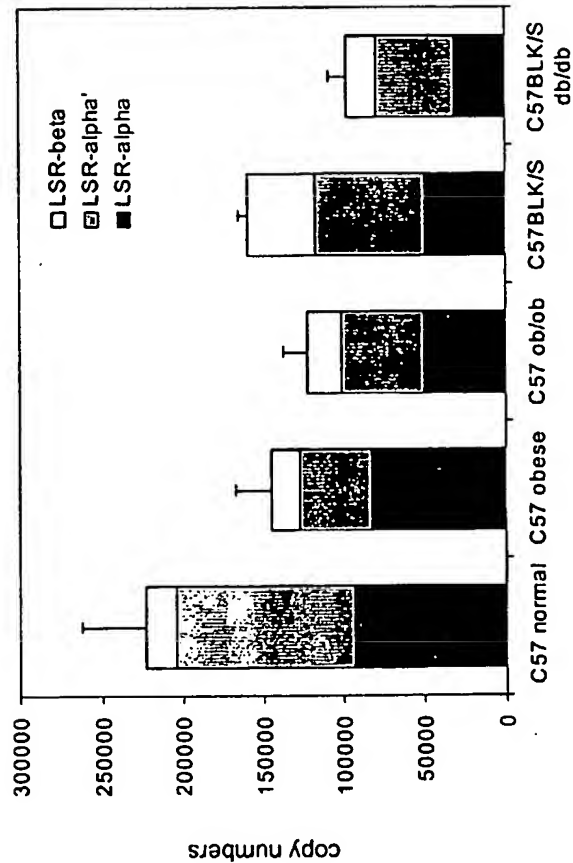 LSR-beta
LSR-alpha'
LSR-alpha
copy numbers
300000
250000
200000
150000
100000
50000
0
C57 normal
C57 obese
C57 ob/ob
C57BLK/S
C57BLK/S
db/db